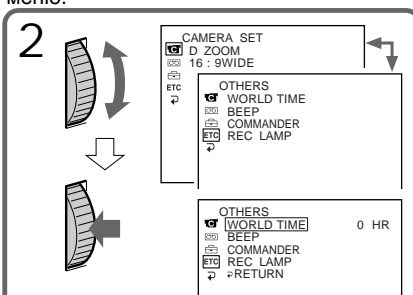 меню.
2
CAMERA SET
D ZOOM
16 : 9WIDE
ETC
OTHERS
WORLD TIME
BEEP
COMMANDER
ETC REC LAMP
OTHERS
WORLD TIME 0 HR
BEEP
COMMANDER
ETC REC LAMP
RETURN